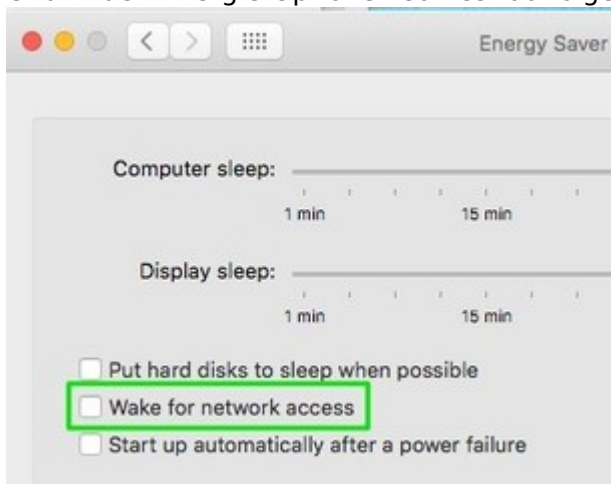 Energy Saver
Computer sleep:
1 min 15 min
Display sleep:
1 min 15 min
Put hard disks to sleep when possible
Wake for network access
Start up automatically after a power failure